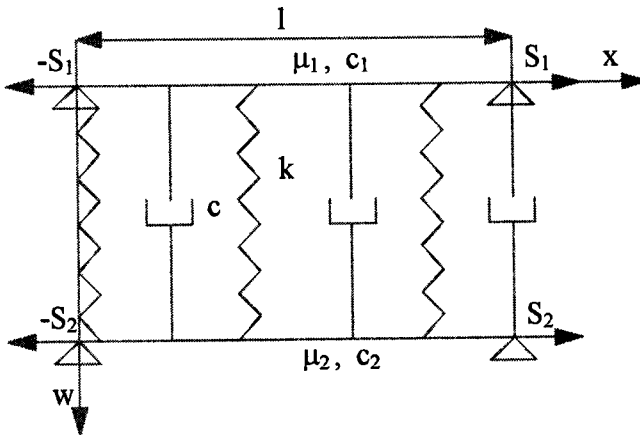 l
-S₁ μ₁, c₁ S₁ x
k
c
-S₂ S₂
μ₂, c₂
w